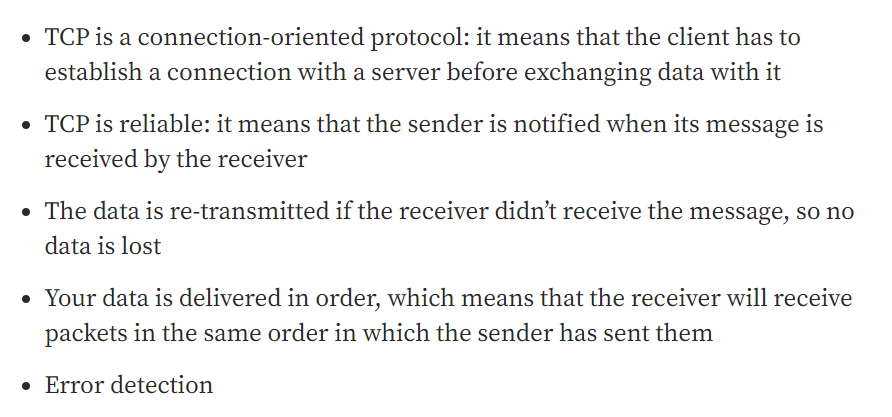 • TCP is a connection-oriented protocol: it means that the client has to
establish a connection with a server before exchanging data with it
• TCP is reliable: it means that the sender is notified when its message is
received by the receiver
• The data is re-transmitted if the receiver didn’t receive the message, so no
data is lost
• Your data is delivered in order, which means that the receiver will receive
packets in the same order in which the sender has sent them
• Error detection